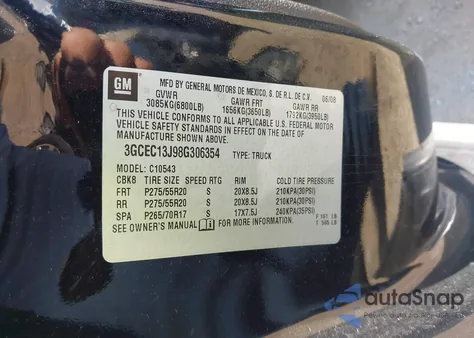 GM
MFD BY GENERAL MOTORS DE MEXICO, S. DE R.L. DE C.V. 06/08
GVWR GAWR FRT GAWR RR
3085KG(6800LB) 1656KG(3650LB) 1792KG(3950LB)
THIS VEHICLE CONFORMS TO ALL APPLICABLE U.S. FEDERAL MOTOR
VEHICLE SAFETY STANDARDS IN EFFECT ON THE DATE OF
MANUFACTURE SHOWN ABOVE.
3GCEC13J98G306354 TYPE: TRUCK
MODEL: C10543
CBK8 TIRE SIZE SPEED RTG RIM COLD TIRE PRESSURE
FRT P275/55R20 S 20X8.5J 210KPA(30PSI)
RR P275/55R20 S 20X8.5J 210KPA(30PSI)
SPA P265/70R17 S 17X7.5J 240KPA(35PSI)
SEE OWNER'S MANUAL FOR MORE INFORMATION
autoSnap